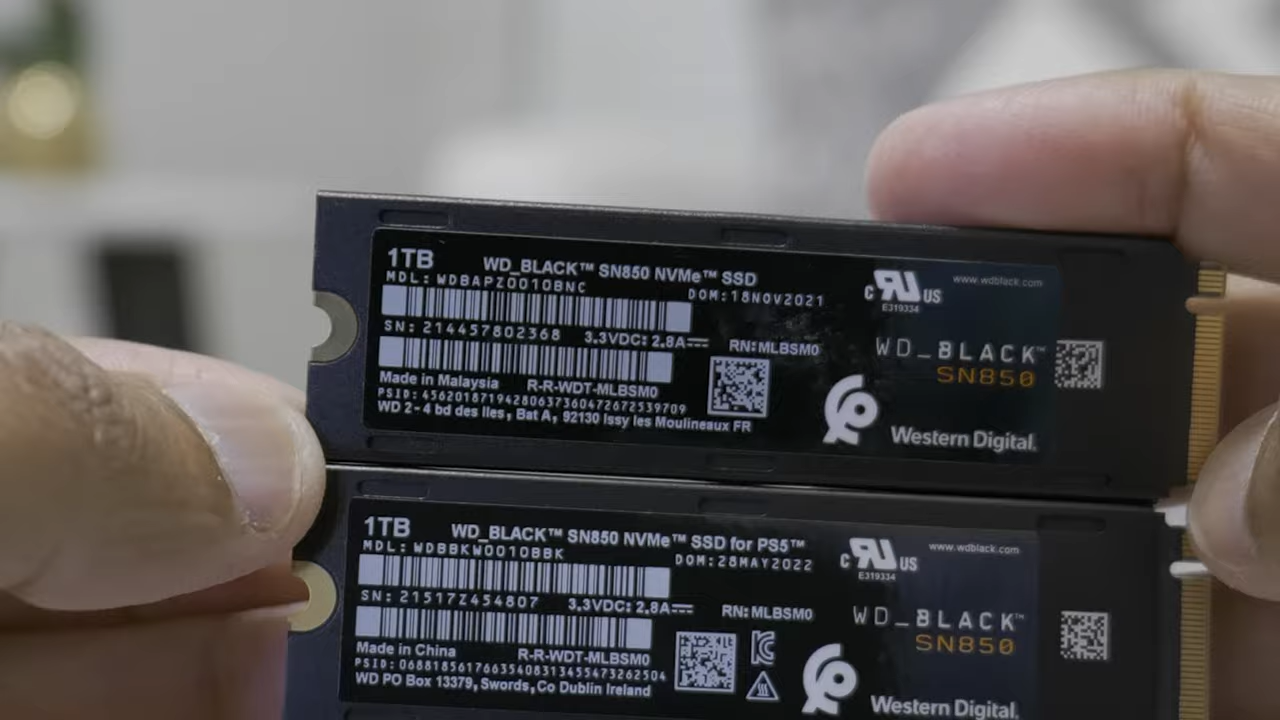 1TB WD_BLACK™ SN850 NVMe™ SSD
MDL: WDBAPZ0010BNC DOM:18NOV2021
SN: 214457802368 3.3VDC: 2.8A⎓ RN:MLBSM0
Made in Malaysia R-R-WDT-MLBSM0
PSID: 45620187194280637360472672539709
WD 2-4 bd des Iles, Bat A, 92130 Issy les Moulineaux FR
C RU US
E319334
www.wdblack.com
WD_BLACK™
SN850
Western Digital.
1TB WD_BLACK™ SN850 NVMe™ SSD for PS5™
MDL: WDBBKW0010BBK DOM:28MAY2022
SN: 21517Z454807 3.3VDC: 2.8A⎓ RN:MLBSM0
Made in China R-R-WDT-MLBSM0
PSID: 06881856176635408313455473262504
WD PO Box 13379, Swords, Co Dublin Ireland
C RU US
E319334
www.wdblack.com
WD_BLACK™
SN850
Western Digital.